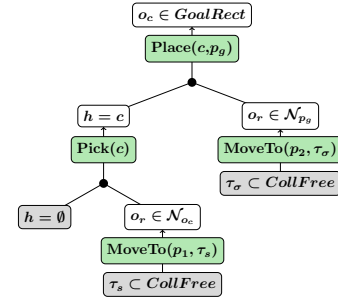 o_c ∈ GoalRect
Place(c,p_g)
h = c
o_r ∈ 𝒩_{p_g}
Pick(c)
MoveTo(p_2, τ_σ)
τ_σ ⊂ CollFree
h = ∅
o_r ∈ 𝒩_{o_c}
MoveTo(p_1, τ_s)
τ_s ⊂ CollFree